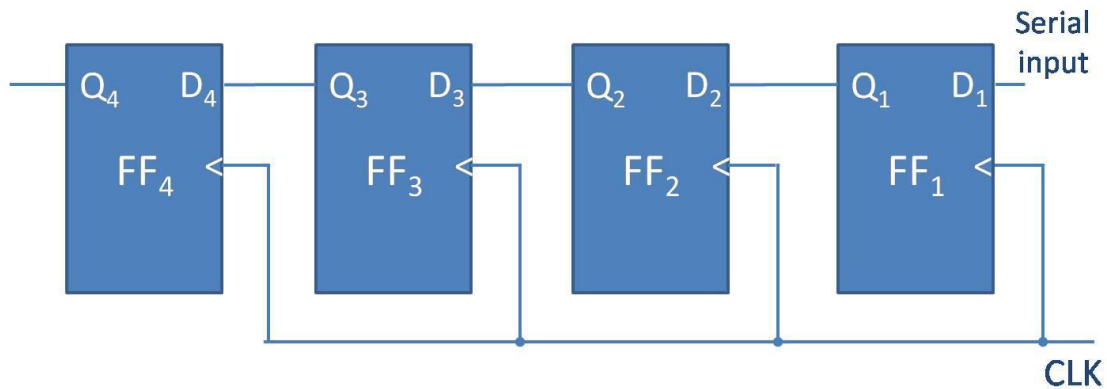 Serial
input
Q₄ D₄ Q₃ D₃ Q₂ D₂ Q₁ D₁
FF₄ FF₃ FF₂ FF₁
CLK